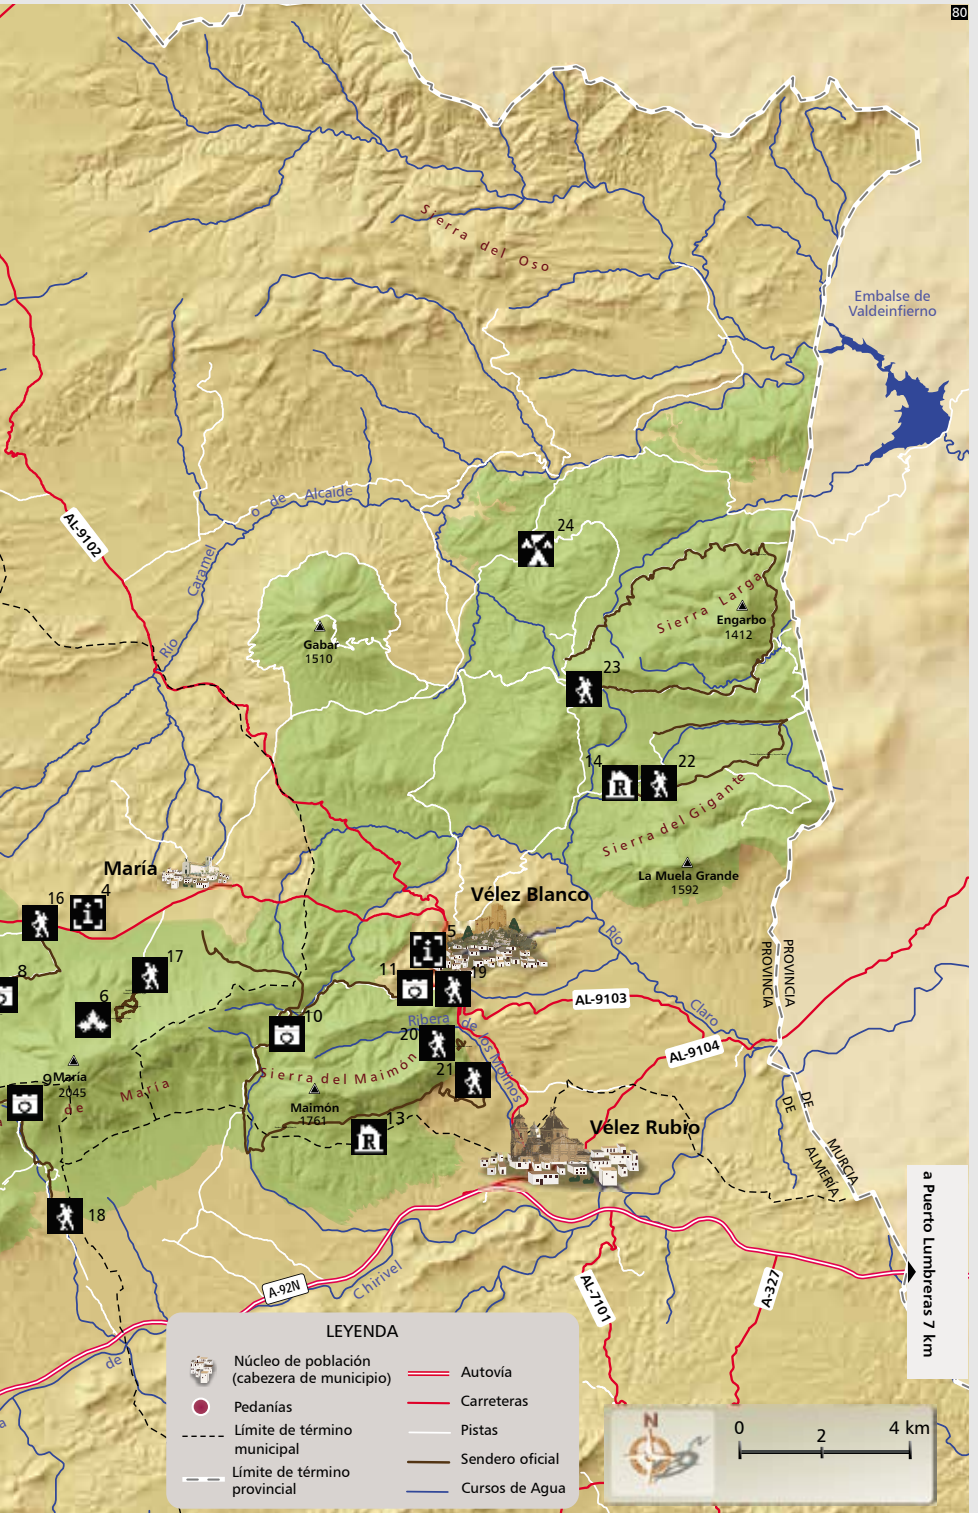 80
Sierra del Oso
Embalse de
Valdeinfierno
o de Alcaide
AL-9102
Caramel
Río
24
Sierra Larga
Engarbo
1412
Gabar
1510
23
14
22
Sierra del Gigante
La Muela Grande
1592
María
Vélez Blanco
16
4
5
17
11
19
8
6
10
Río
Claro
PROVINCIA
PROVINCIA
AL-9103
AL-9104
Ribera de los Molinos
20
21
9
María
2045
de María
Sierra del Maimón
Maimón
1761
13
Vélez Rubio
DE
DE
MURCIA
ALMERÍA
18
a Puerto Lumbreras 7 km
A-92N
Chirivel
de
a
AL-7101
A-327
LEYENDA
Núcleo de población
(cabezera de municipio)
Pedanías
Límite de término
municipal
Límite de término
provincial
Autovía
Carreteras
Pistas
Sendero oficial
Cursos de Agua
N
0 2 4 km